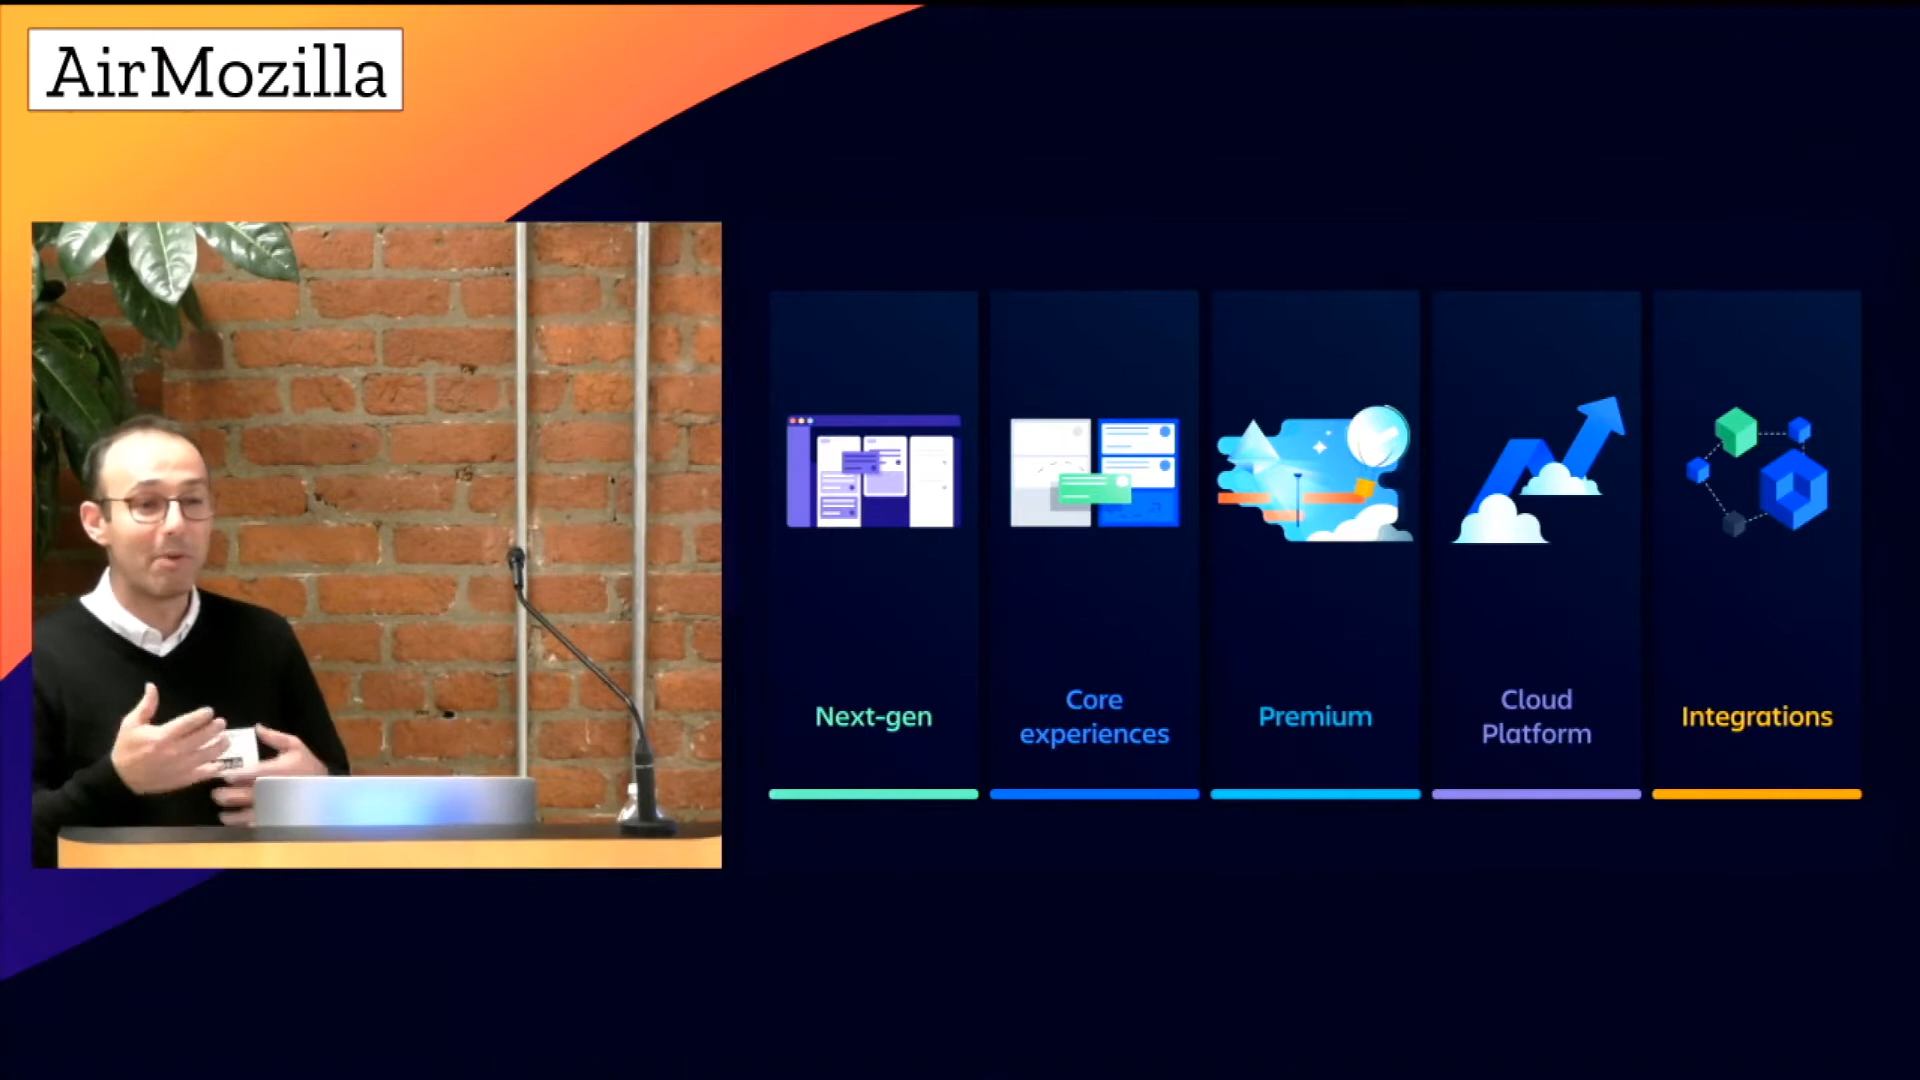 AirMozilla
Next-gen
Core
experiences
Premium
Cloud
Platform
Integrations